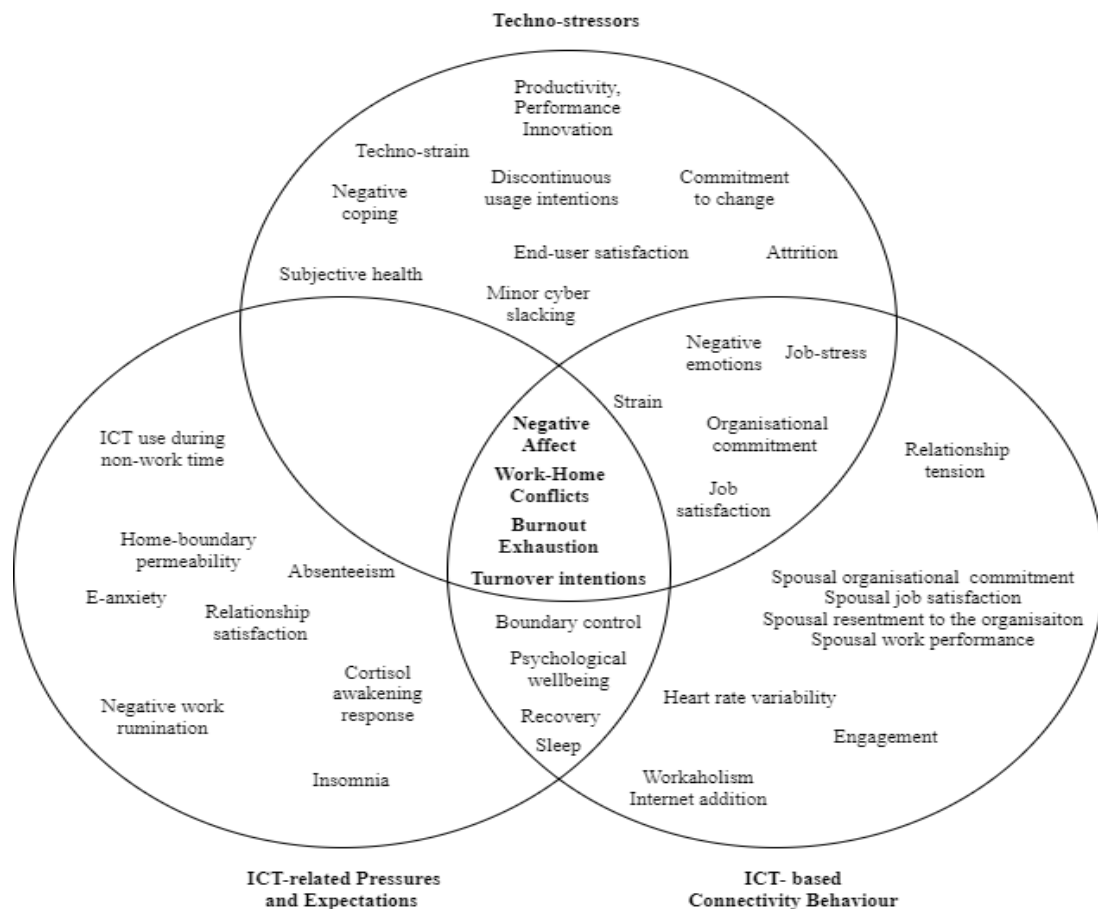 Techno-stressors
Productivity,
Performance
Innovation
Techno-strain
Discontinuous
usage intentions
Commitment
to change
Negative
coping
End-user satisfaction
Attrition
Subjective health
Minor cyber
slacking
Negative
emotions
Job-stress
Strain
Negative
Affect
Organisational
commitment
ICT use during
non-work time
Relationship
tension
Work-Home
Conflicts
Job
satisfaction
Burnout
Exhaustion
Home-boundary
permeability
Absenteeism
Turnover intentions
E-anxiety
Relationship
satisfaction
Spousal organisational commitment
Spousal job satisfaction
Spousal resentment to the organisaiton
Spousal work performance
Boundary control
Psychological
wellbeing
Cortisol
awakening
response
Heart rate variability
Negative work
rumination
Recovery
Sleep
Engagement
Insomnia
Workaholism
Internet addition
ICT-related Pressures
and Expectations
ICT- based
Connectivity Behaviour